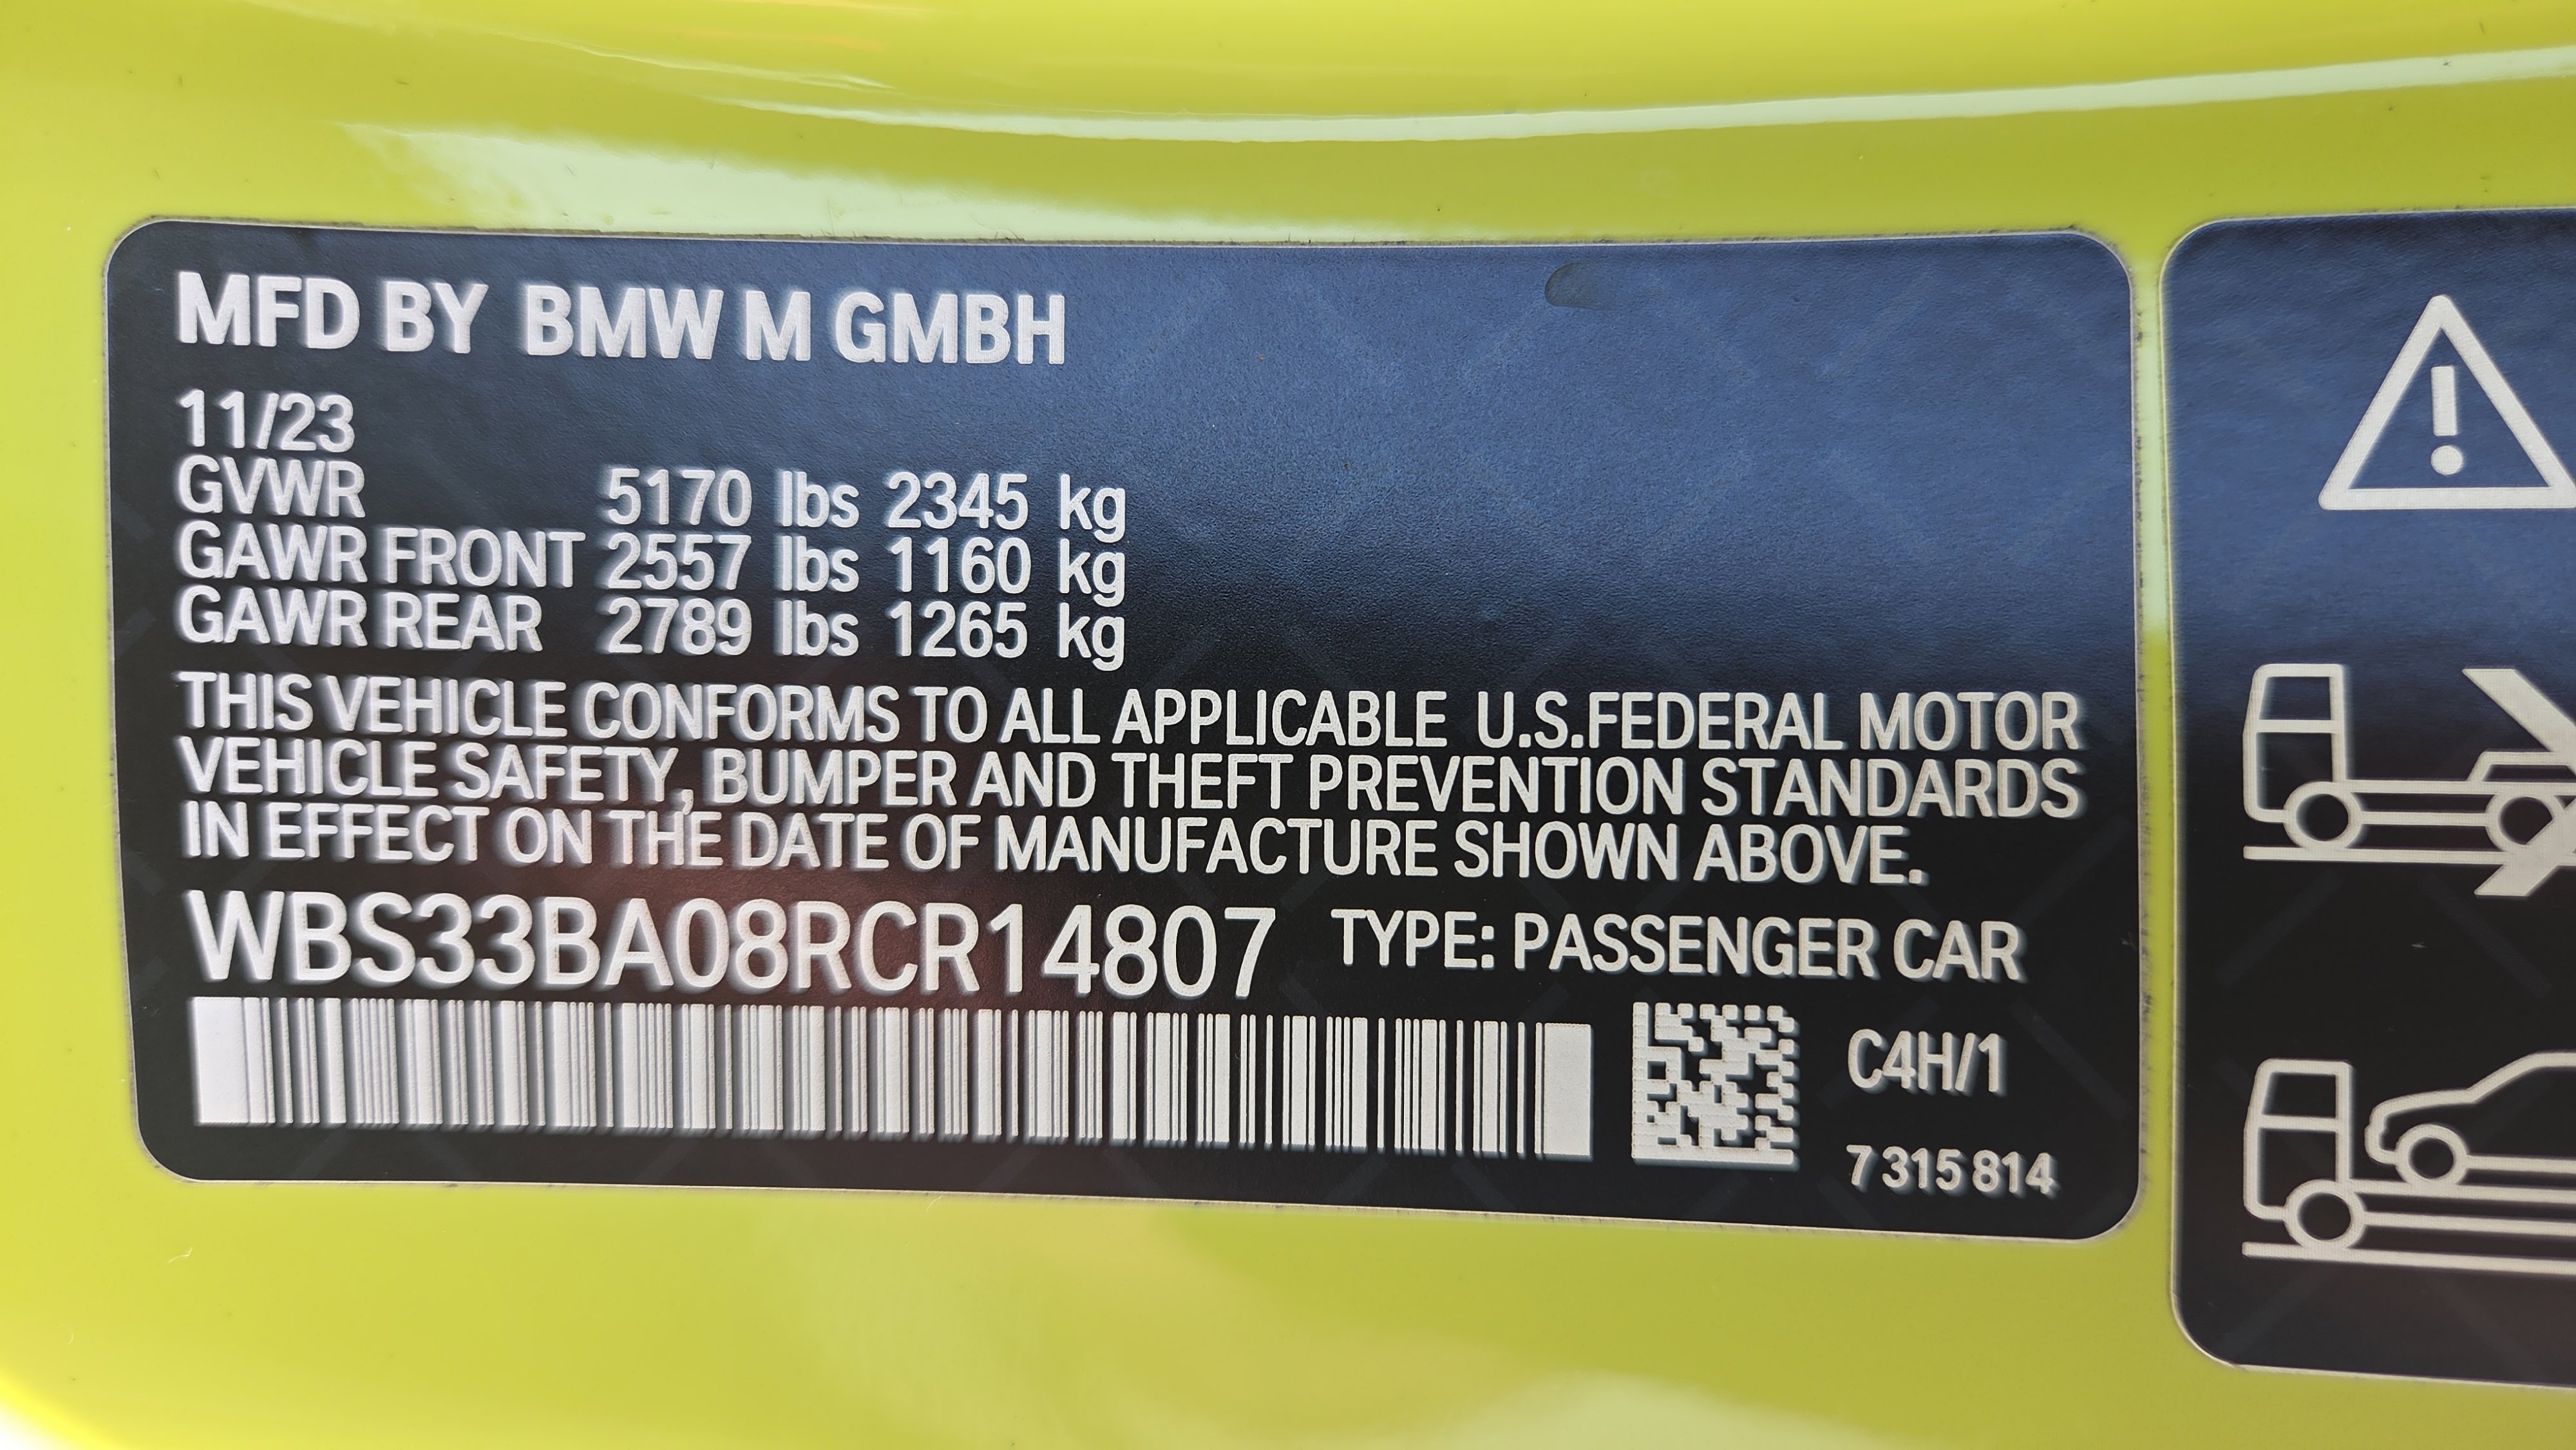 MFD BY BMW M GMBH
11/23
GVWR 5170 lbs 2345 kg
GAWR FRONT 2557 lbs 1160 kg
GAWR REAR 2789 lbs 1265 kg
THIS VEHICLE CONFORMS TO ALL APPLICABLE U.S.FEDERAL MOTOR
VEHICLE SAFETY, BUMPER AND THEFT PREVENTION STANDARDS
IN EFFECT ON THE DATE OF MANUFACTURE SHOWN ABOVE.
WBS33BA08RCR14807 TYPE: PASSENGER CAR
C4H/1
7 315 814